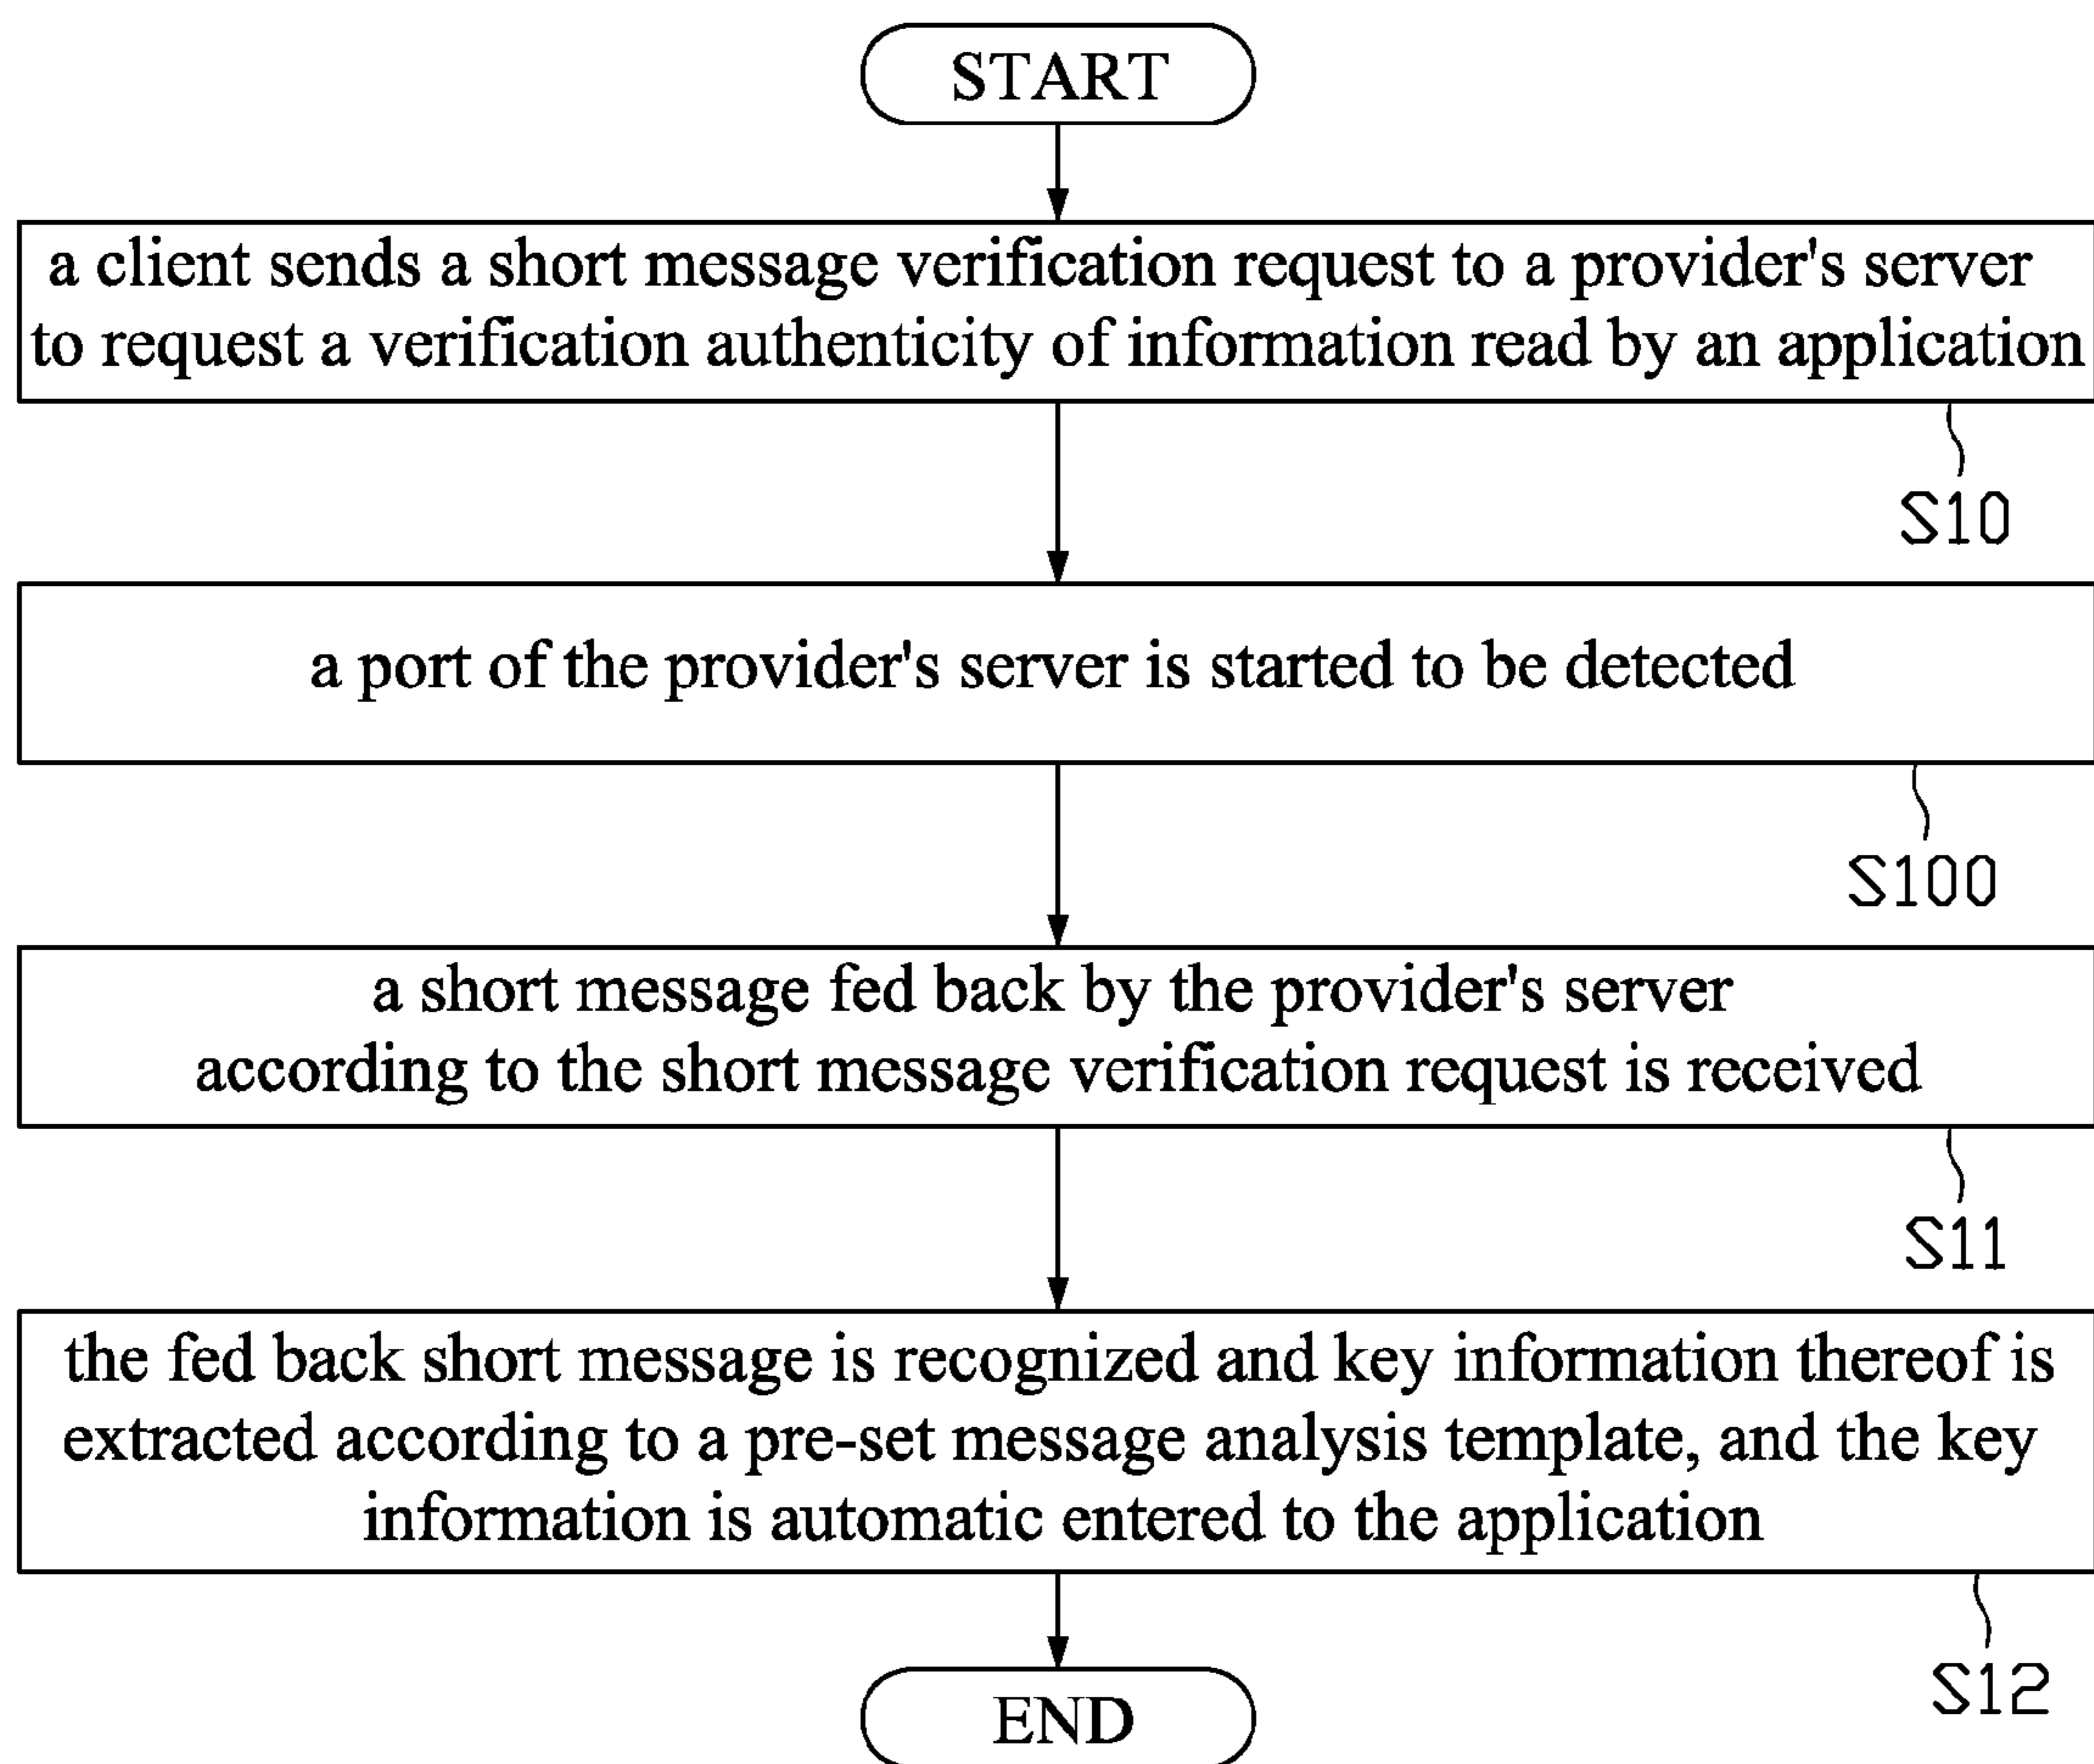 START
a client sends a short message verification request to a provider's server
to request a verification authenticity of information read by an application
S10
a port of the provider's server is started to be detected
S100
a short message fed back by the provider's server
according to the short message verification request is received
S11
the fed back short message is recognized and key information thereof is
extracted according to a pre-set message analysis template, and the key
information is automatic entered to the application
S12
END